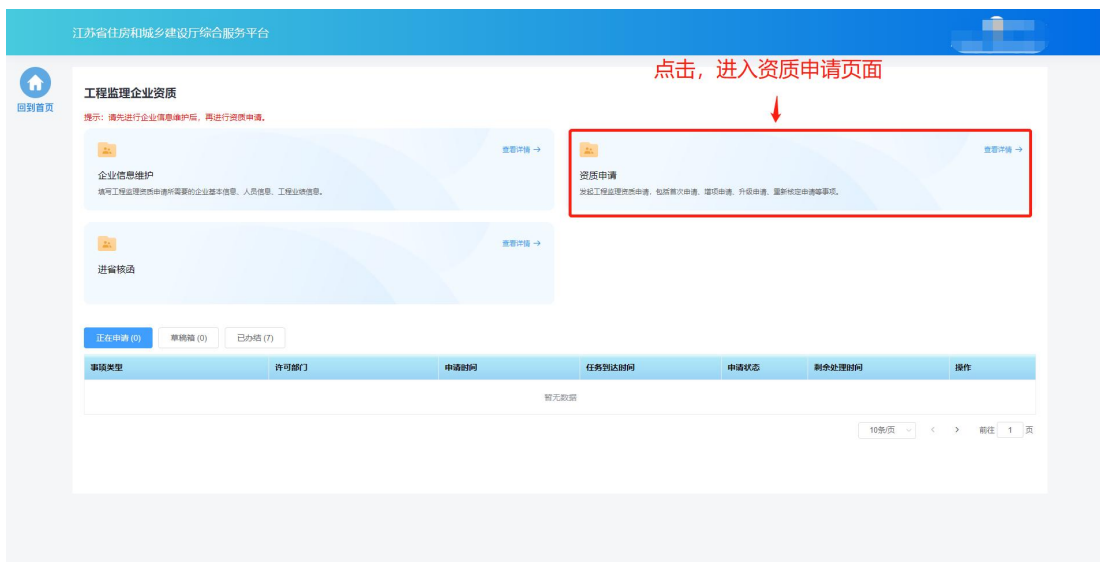 江苏省住房和城乡建设厅综合服务平台
点击，进入资质申请页面
回到首页
工程监理企业资质
提示：请先进行企业信息维护后，再进行资质申请。
查看详情 →
企业信息维护
填写工程监理资质申请所需要的企业基本信息、人员信息、工程业绩信息。
查看详情 →
资质申请
发起工程监理资质申请，包括首次申请、增项申请、升级申请、重新核定申请等事项。
查看详情 →
进省核函
正在申请 (0) 草稿箱 (0) 已办结 (7)
事项类型 许可部门 申请时间 任务到达时间 申请状态 剩余处理时间 操作
暂无数据
10条/页 < > 前往 1 页